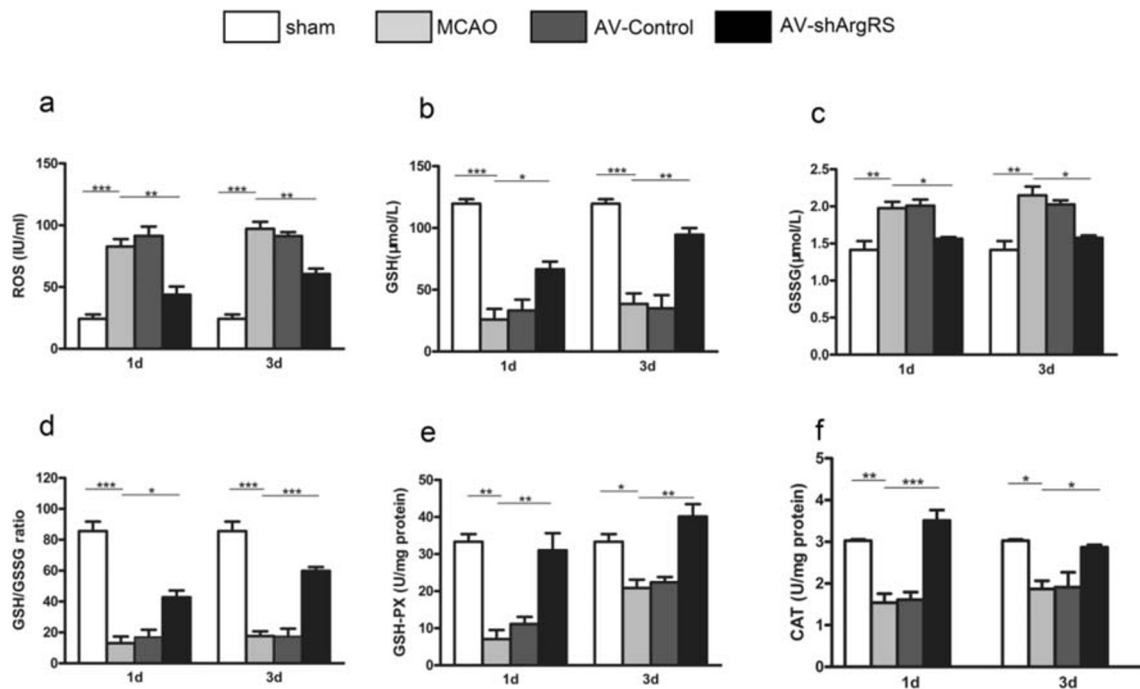 sham MCAO AV-Control AV-shArgRS
a
b
c
ROS (IU/ml)
150
100
50
0
*** **
*** **
1d 3d
GSH(μmol/L)
150
100
50
0
*** *
*** **
1d 3d
GSSG(μmol/L)
2.5
2.0
1.5
1.0
0.5
0.0
** *
** *
1d 3d
d
e
f
GSH/GSSG ratio
120
100
80
60
40
20
0
*** *
*** ***
1d 3d
GSH-PX (U/mg protein)
50
40
30
20
10
0
** **
* **
1d 3d
CAT (U/mg protein)
5
4
3
2
1
0
** ***
* *
1d 3d